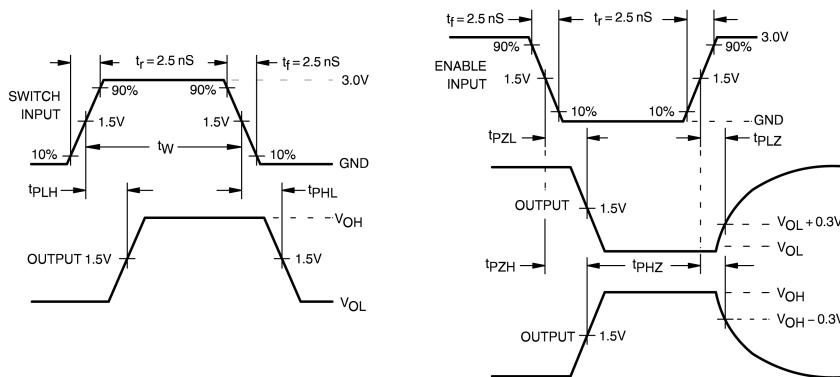 tr = 2.5 nS
tf = 2.5 nS
3.0V
90%
90%
SWITCH
INPUT
1.5V
1.5V
tW
10%
10%
GND
tPLH
tPHL
VOH
OUTPUT 1.5V
1.5V
VOL
tf = 2.5 nS
tr = 2.5 nS
3.0V
90%
90%
ENABLE
INPUT
1.5V
1.5V
10%
10%
GND
tPZL
tPLZ
OUTPUT
1.5V
VOL + 0.3V
VOL
tPZH
tPHZ
VOH
VOH – 0.3V
OUTPUT
1.5V